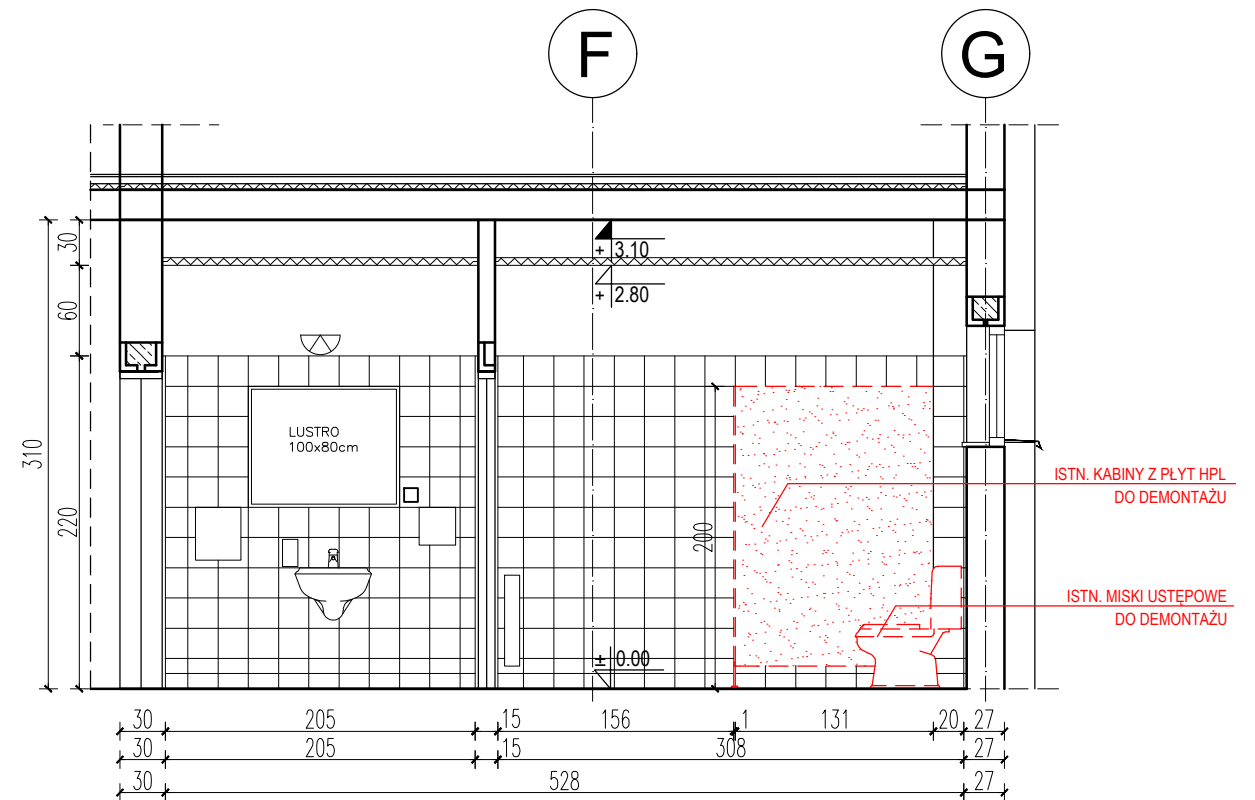 F
G
30
+ 3.10
+ 2.80
60
310
LUSTRO
100x80cm
220
200
ISTN. KABINY Z PŁYT HPL
DO DEMONTAŻU
ISTN. MISKI USTĘPOWE
DO DEMONTAŻU
± 0.00
30 205 15 156 1 131 20 27
30 205 15 308 27
30 528 27